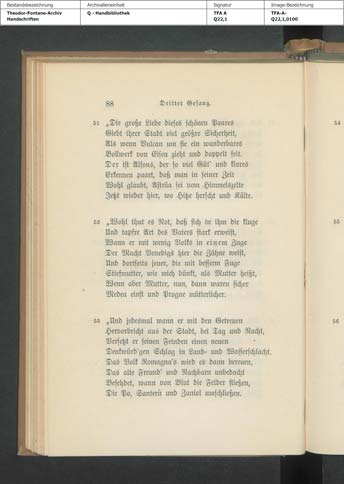 Bestandsbezeichnung Archivalieneinheit Signatur Image-Bezeichnung
Theodor-Fontane-Archiv Q - Handbibliothek TFA A TFA-A-
Handschriften Q22,1 Q22,1,0100
88 Dritter Gesang.
51 „Die große Liebe dieses schönen Paares
Giebt ihrer Stadt viel größre Sicherheit,
Als wenn Vulcan um sie ein wunderbares
Bollwerk von Eisen zieht und doppelt feit.
Der ist Alfons, der so viel Gut' und Klares
Erkennen paart, daß man in seiner Zeit
Wohl glaubt, Asträa sei vom Himmelszelte
Jetzt wieder hier, wo Hitze herscht und Kälte.
52 „Wohl thut es Not, daß sich in ihm die kluge
Und tapfre Art des Vaters stark erweist,
Wann er mit wenig Volks in einem Zuge
Der Macht Venedigs hier die Zähne weist,
Und dortseits jener, die mit besserm Fuge
Stiefmutter, wie mich dünkt, als Mutter heißt,
Wenn aber Mutter, nun, dann waren sicher
Medea einst und Progne mütterlicher.
53 „Und jedesmal wann er mit den Getreuen
Hervorbricht aus der Stadt, bei Tag und Nacht,
Versetzt er seinen Feinden einen neuen
Denkwürd'gen Schlag in Land- und Wasserschlacht.
Das Volk Romagna's wird es dann bereuen,
Das alte Freund' und Nachbarn unbedacht
Befehdet, wann von Blut die Felder fließen,
Die Po, Santern und Zaniol umschließen.
54
55
56